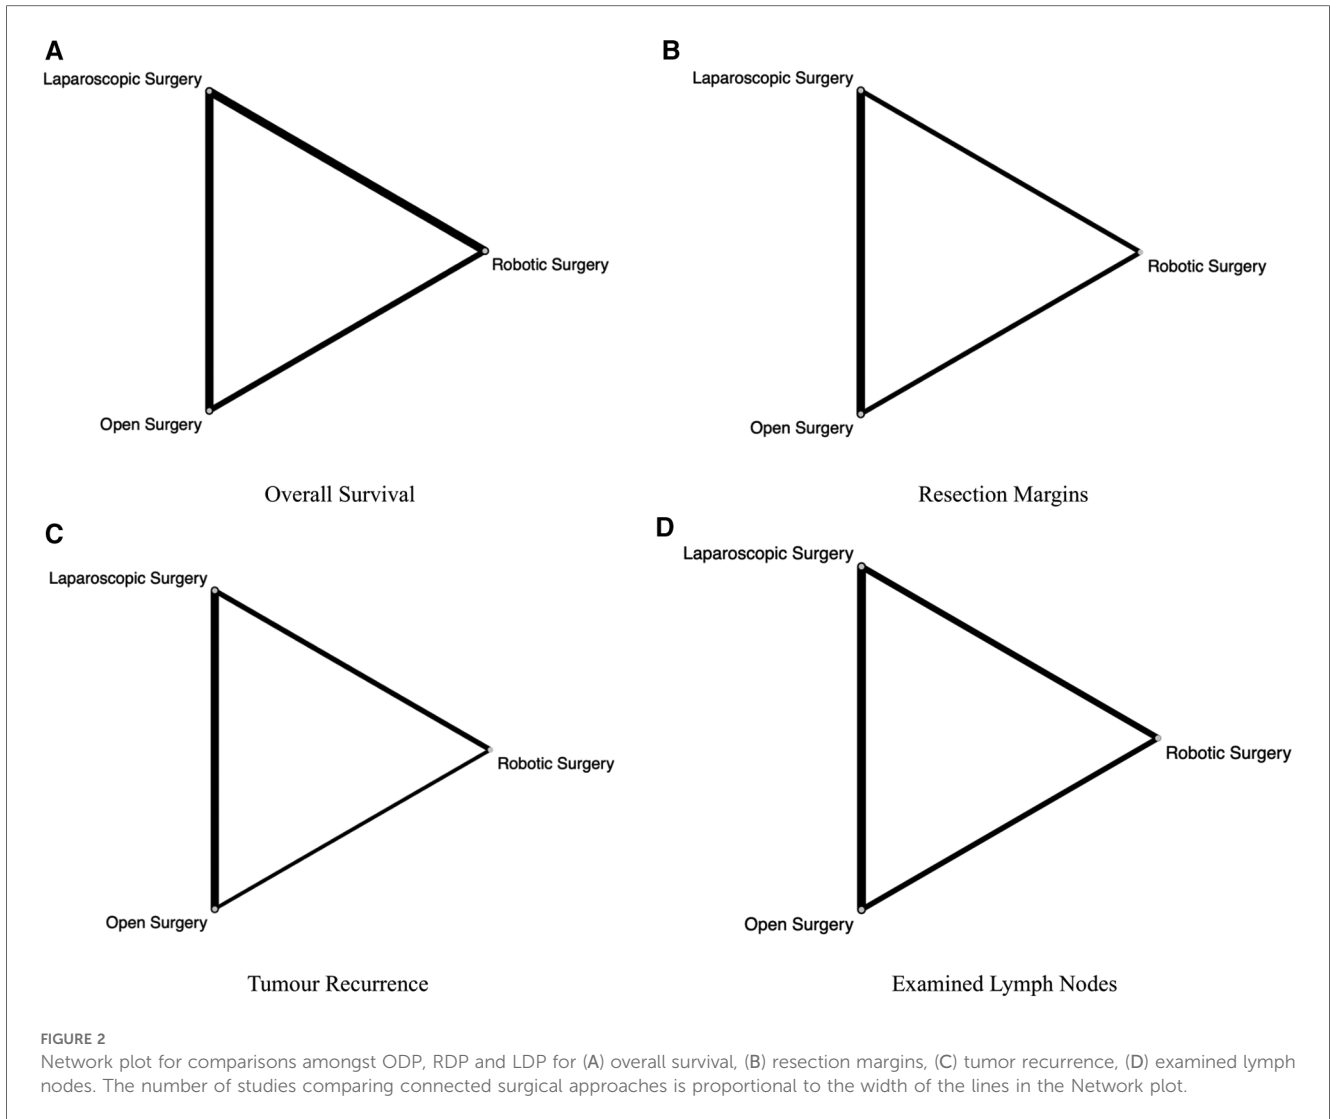 A
Laparoscopic Surgery
Robotic Surgery
Open Surgery
Overall Survival
B
Laparoscopic Surgery
Robotic Surgery
Open Surgery
Resection Margins
C
Laparoscopic Surgery
Robotic Surgery
Open Surgery
Tumour Recurrence
D
Laparoscopic Surgery
Robotic Surgery
Open Surgery
Examined Lymph Nodes
FIGURE 2
Network plot for comparisons amongst ODP, RDP and LDP for (A) overall survival, (B) resection margins, (C) tumor recurrence, (D) examined lymph
nodes. The number of studies comparing connected surgical approaches is proportional to the width of the lines in the Network plot.